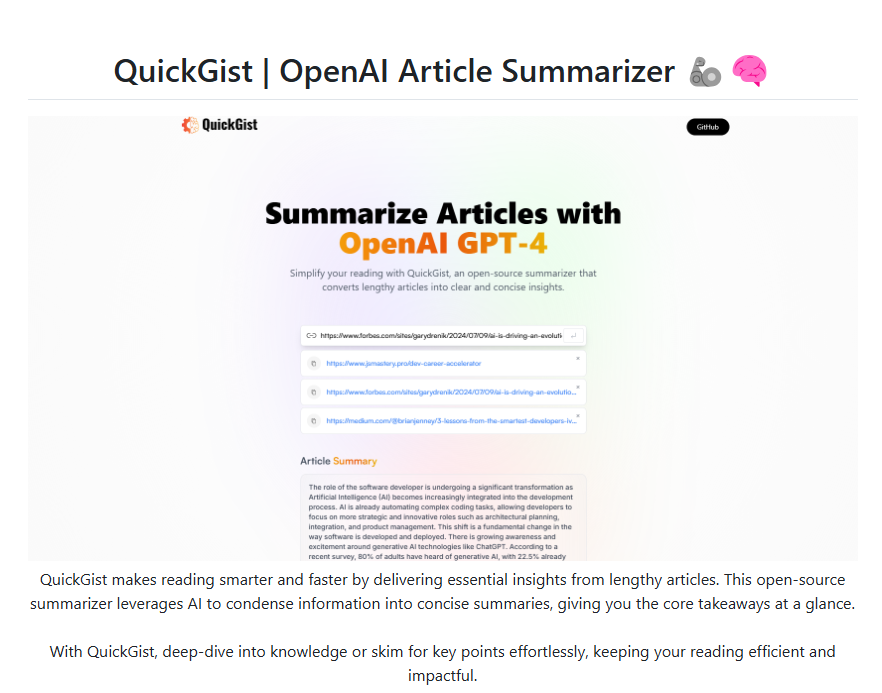 QuickGist | OpenAI Article Summarizer 🦾 🧠
QuickGist
GitHub
Summarize Articles with
OpenAI GPT-4
Simplify your reading with QuickGist, an open-source summarizer that
converts lengthy articles into clear and concise insights.
https://www.forbes.com/sites/garydrenik/2024/07/09/ai-is-driving-an-evoluti
https://www.jsmastery.pro/dev-career-accelerator
https://www.forbes.com/sites/garydrenik/2024/07/09/ai-is-driving-an-evolutio...
https://medium.com/@brianjenney/3-lessons-from-the-smartest-developers-iv...
Article Summary
The role of the software developer is undergoing a significant transformation as
Artificial Intelligence (AI) becomes increasingly integrated into the development
process. AI is already automating complex coding tasks, allowing developers to
focus on more strategic and innovative roles such as architectural planning,
integration, and product management. This shift is a fundamental change in the
way software is developed and deployed. There is growing awareness and
excitement around generative AI technologies like ChatGPT. According to a
recent survey, 80% of adults have heard of generative AI, with 22.5% already
QuickGist makes reading smarter and faster by delivering essential insights from lengthy articles. This open-source
summarizer leverages AI to condense information into concise summaries, giving you the core takeaways at a glance.
With QuickGist, deep-dive into knowledge or skim for key points effortlessly, keeping your reading efficient and
impactful.